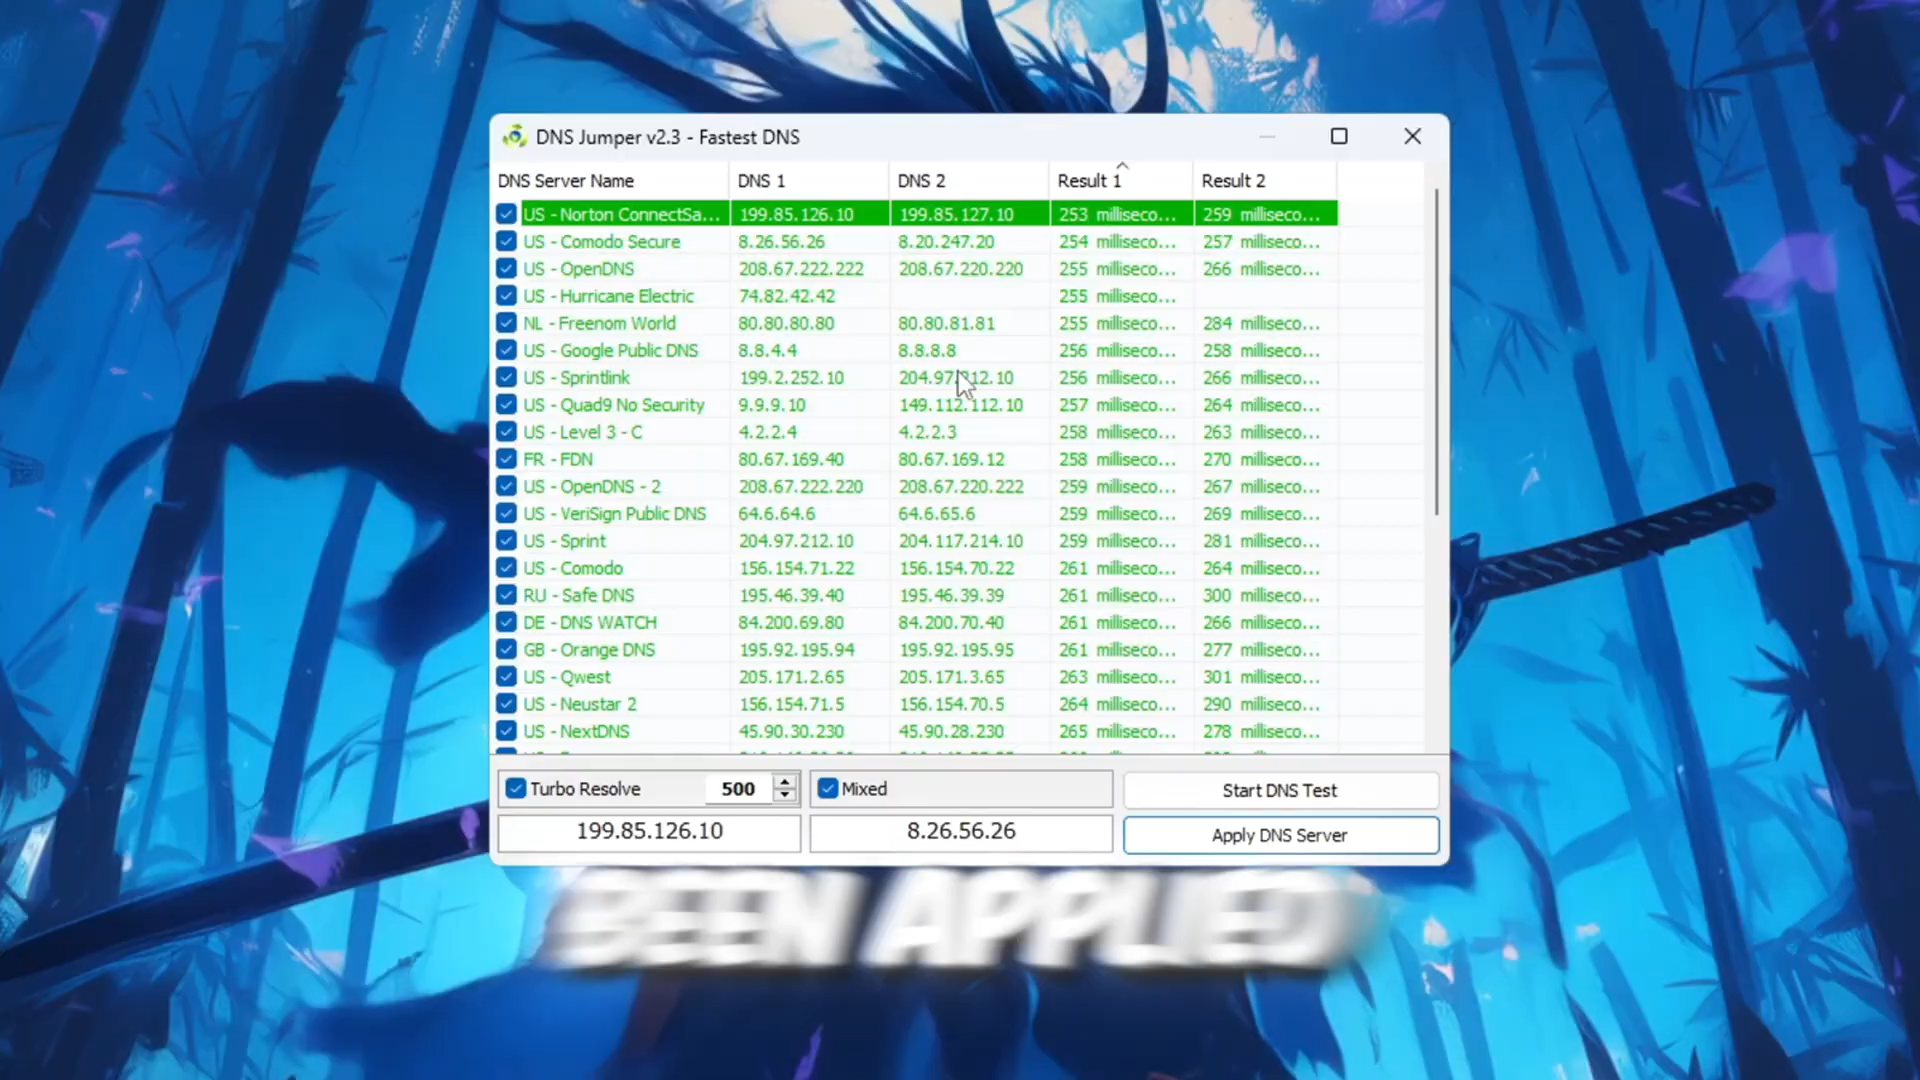 DNS Jumper v2.3 - Fastest DNS
DNS Server Name DNS 1 DNS 2 Result 1 Result 2
US - Norton ConnectSa... 199.85.126.10 199.85.127.10 253 milliseco... 259 milliseco...
US - Comodo Secure 8.26.56.26 8.20.247.20 254 milliseco... 257 milliseco...
US - OpenDNS 208.67.222.222 208.67.220.220 255 milliseco... 266 milliseco...
US - Hurricane Electric 74.82.42.42 255 milliseco...
NL - Freenom World 80.80.80.80 80.80.81.81 255 milliseco... 284 milliseco...
US - Google Public DNS 8.8.4.4 8.8.8.8 256 milliseco... 258 milliseco...
US - Sprintlink 199.2.252.10 204.97.212.10 256 milliseco... 266 milliseco...
US - Quad9 No Security 9.9.9.10 149.112.112.10 257 milliseco... 264 milliseco...
US - Level 3 - C 4.2.2.4 4.2.2.3 258 milliseco... 263 milliseco...
FR - FDN 80.67.169.40 80.67.169.12 258 milliseco... 270 milliseco...
US - OpenDNS - 2 208.67.222.220 208.67.220.222 259 milliseco... 267 milliseco...
US - VeriSign Public DNS 64.6.64.6 64.6.65.6 259 milliseco... 269 milliseco...
US - Sprint 204.97.212.10 204.117.214.10 259 milliseco... 281 milliseco...
US - Comodo 156.154.71.22 156.154.70.22 261 milliseco... 264 milliseco...
RU - Safe DNS 195.46.39.40 195.46.39.39 261 milliseco... 300 milliseco...
DE - DNS WATCH 84.200.69.80 84.200.70.40 261 milliseco... 266 milliseco...
GB - Orange DNS 195.92.195.94 195.92.195.95 261 milliseco... 277 milliseco...
US - Qwest 205.171.2.65 205.171.3.65 263 milliseco... 301 milliseco...
US - Neustar 2 156.154.71.5 156.154.70.5 264 milliseco... 290 milliseco...
US - NextDNS 45.90.30.230 45.90.28.230 265 milliseco... 278 milliseco...
Turbo Resolve 500 Mixed Start DNS Test
199.85.126.10 8.26.56.26 Apply DNS Server
BEEN APPLIED